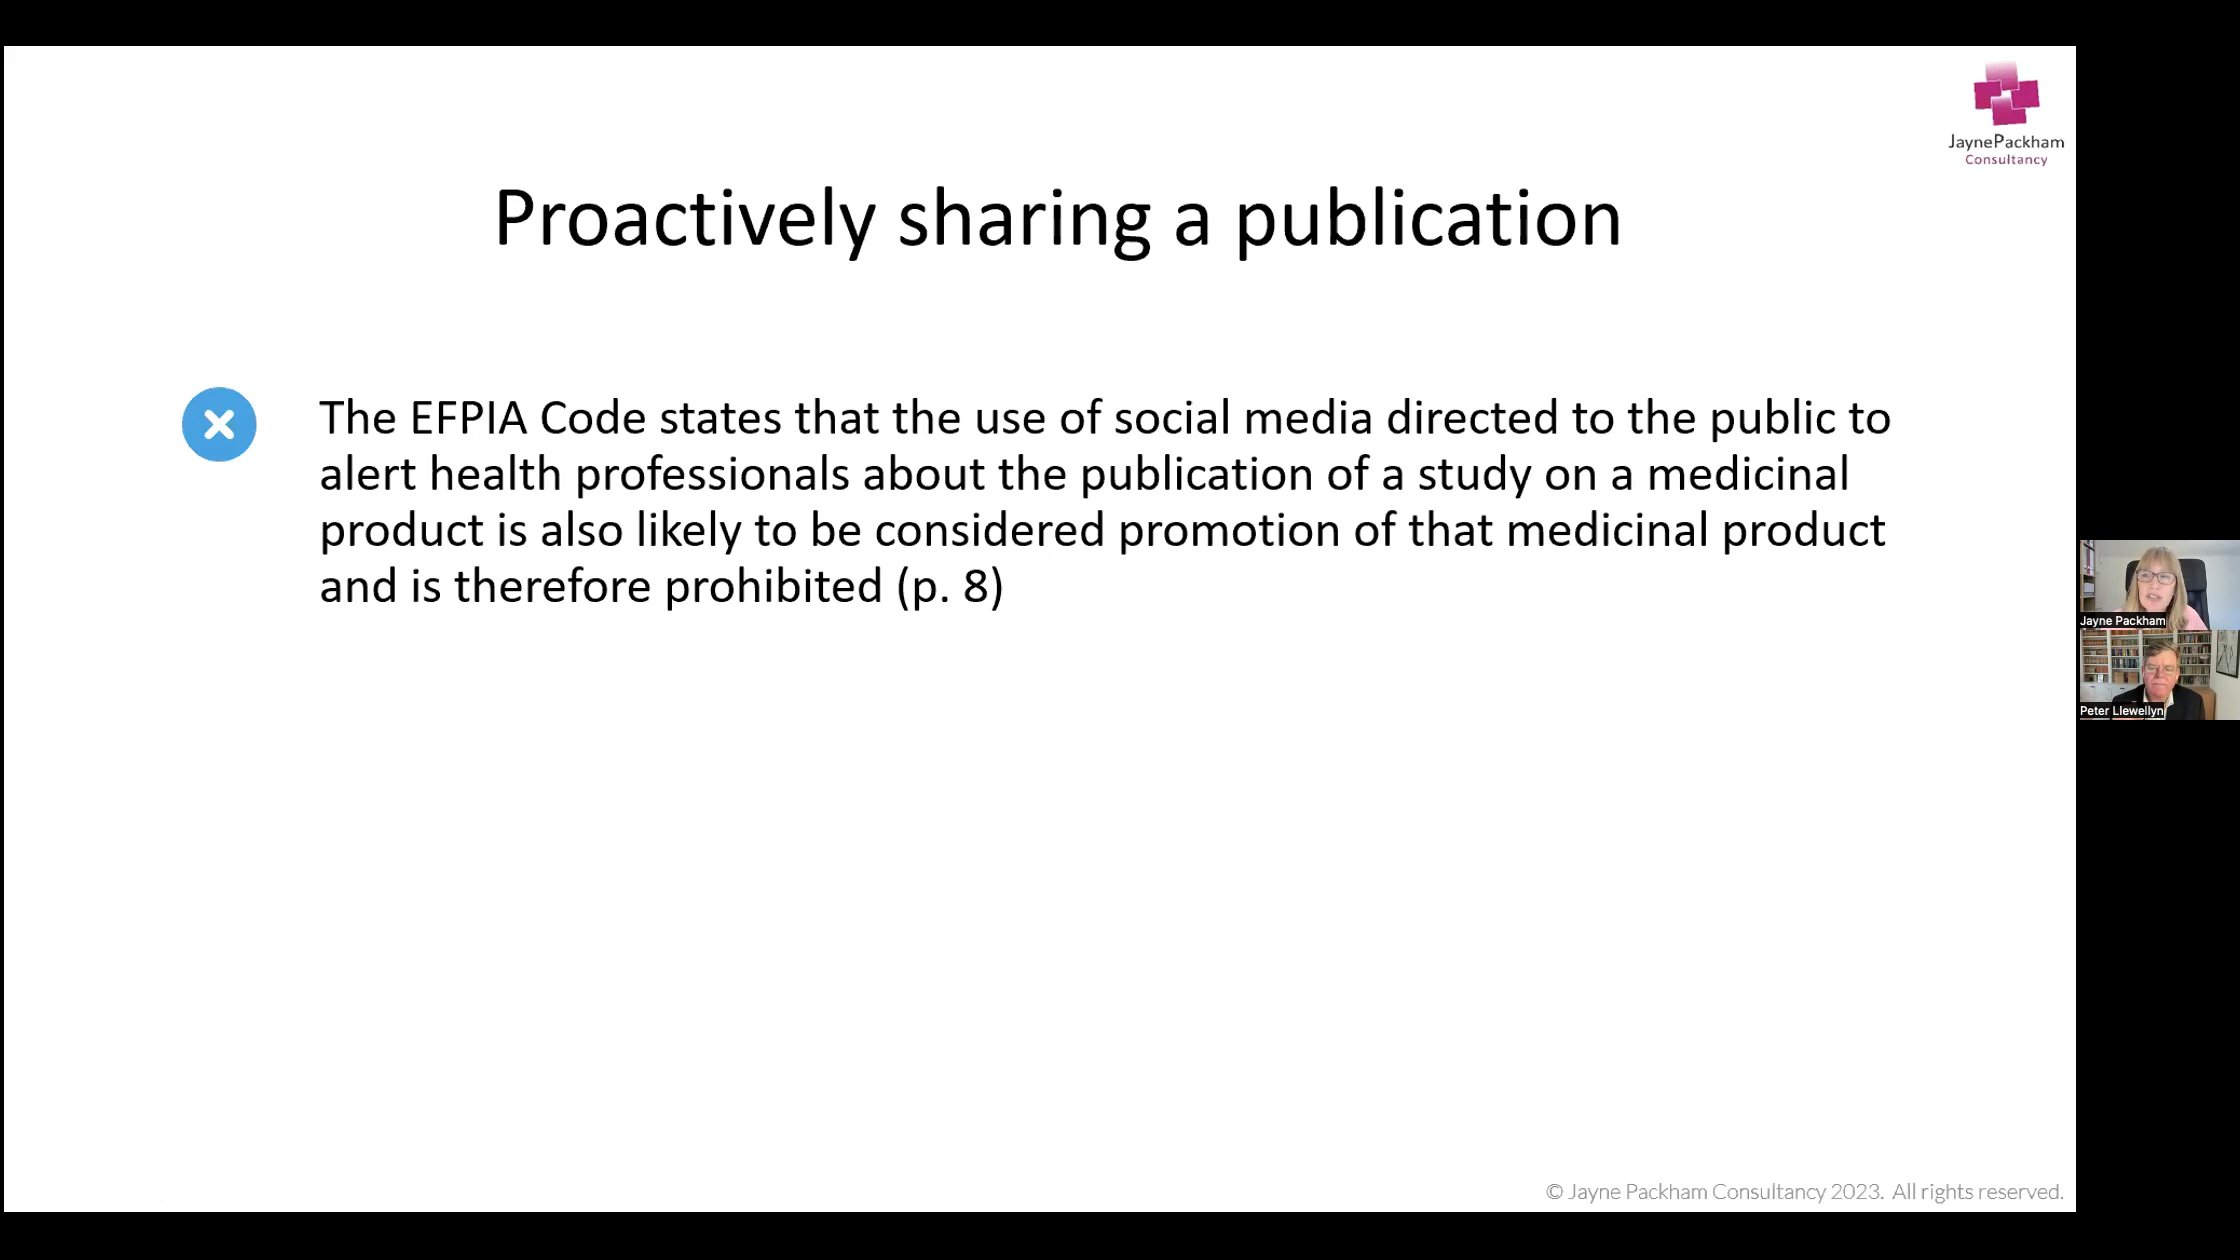 JaynePackham
Consultancy
Proactively sharing a publication
The EFPIA Code states that the use of social media directed to the public to
alert health professionals about the publication of a study on a medicinal
product is also likely to be considered promotion of that medicinal product
and is therefore prohibited (p. 8)
Jayne Packham
Peter Llewellyn
© Jayne Packham Consultancy 2023. All rights reserved.